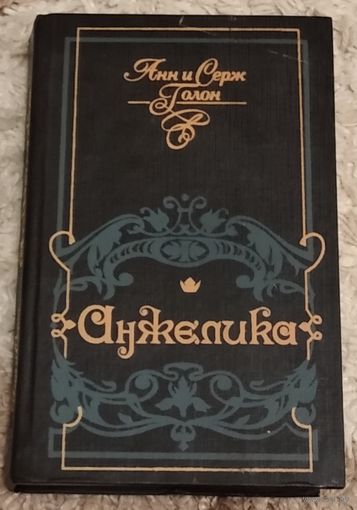 Анн и Серж
Голон
Анжелика